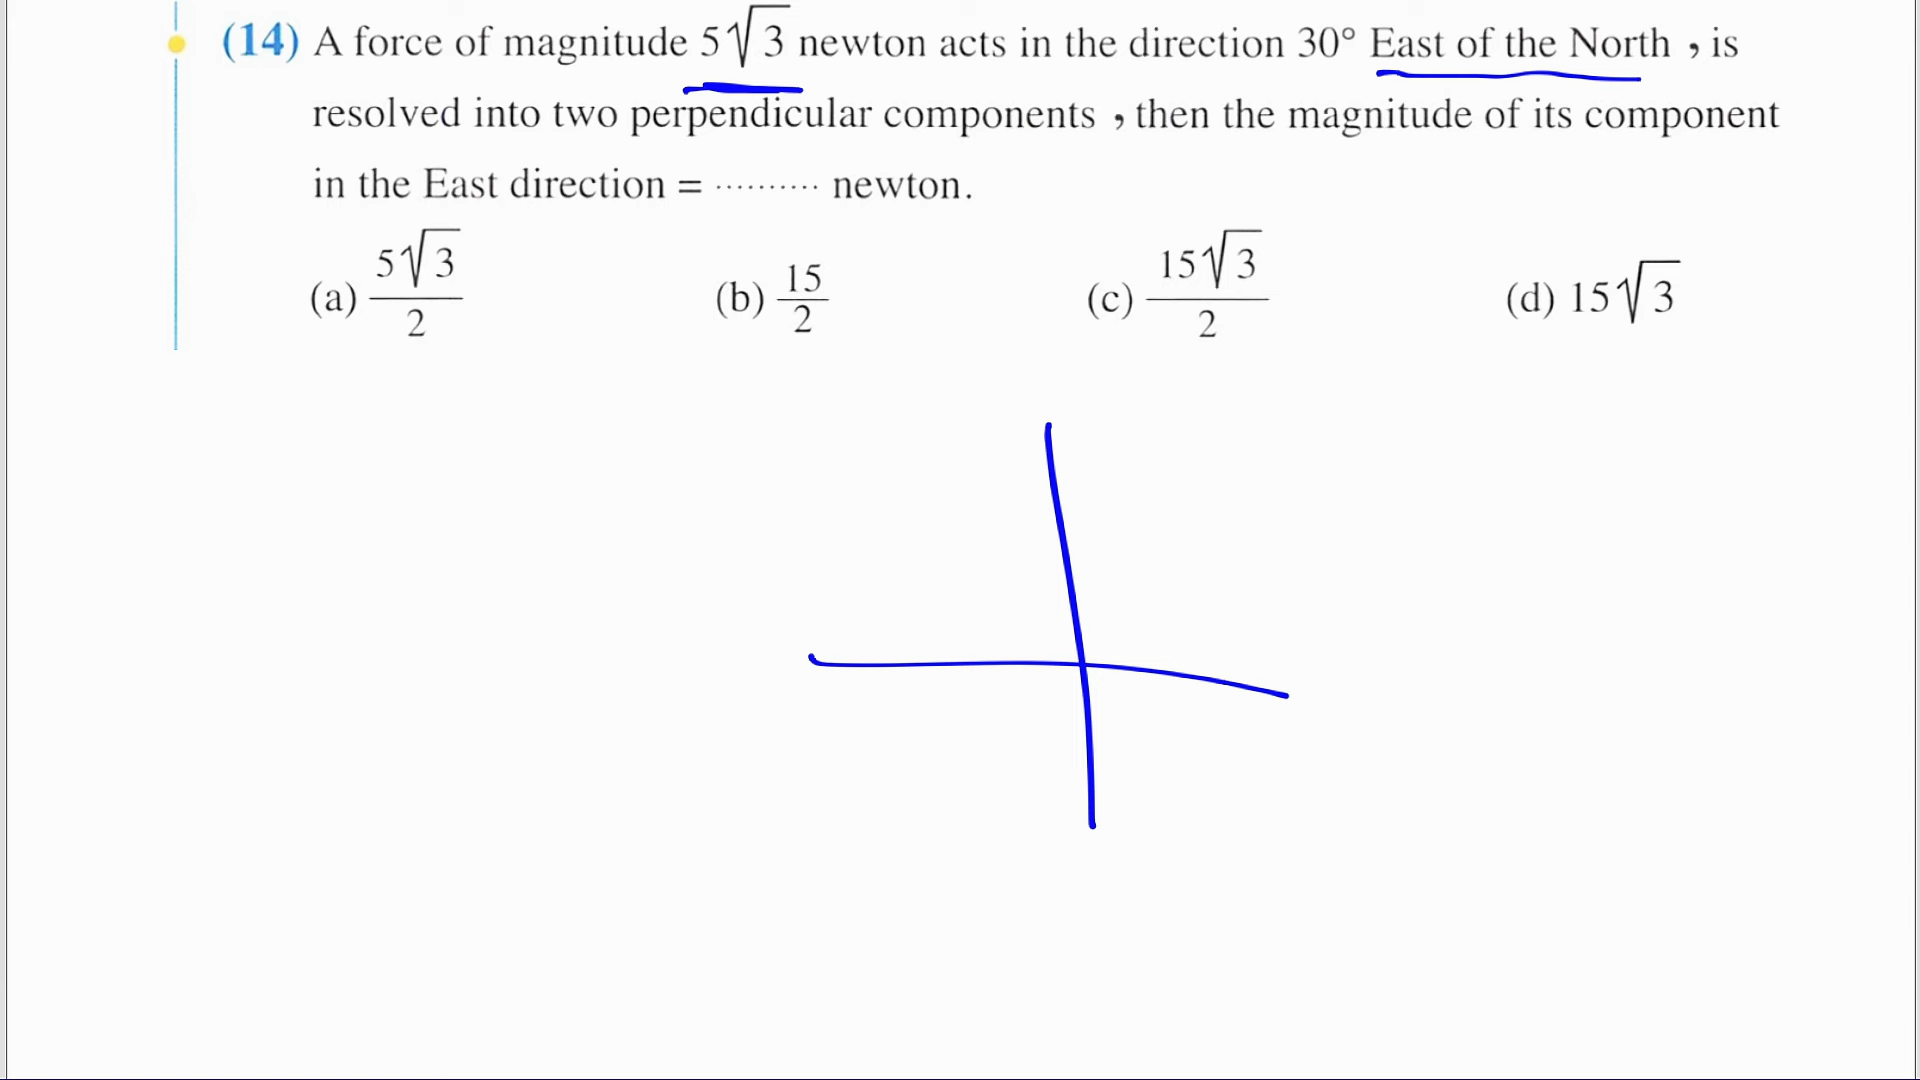 (14) A force of magnitude 5√3 newton acts in the direction 30° East of the North , is
resolved into two perpendicular components , then the magnitude of its component
in the East direction = ·········· newton.
(a) 5√3/2 (b) 15/2 (c) 15√3/2 (d) 15√3